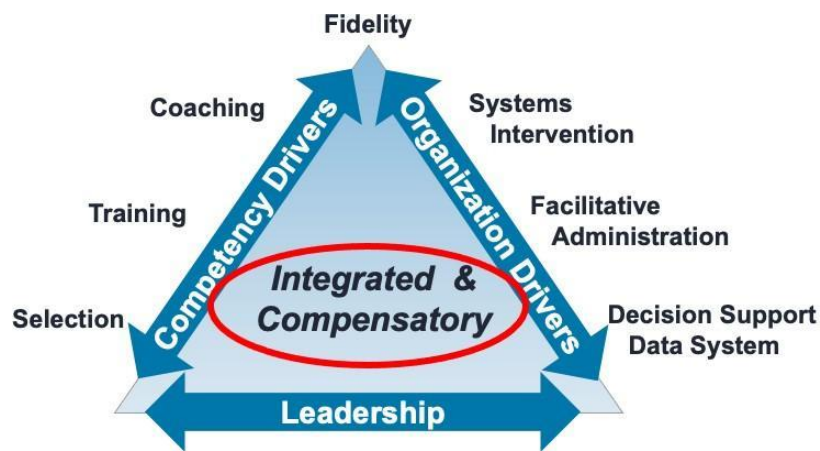 Fidelity
Coaching
Training
Selection
Competency Drivers
Organization Drivers
Systems
Intervention
Facilitative
Administration
Decision Support
Data System
Integrated &
Compensatory
Leadership